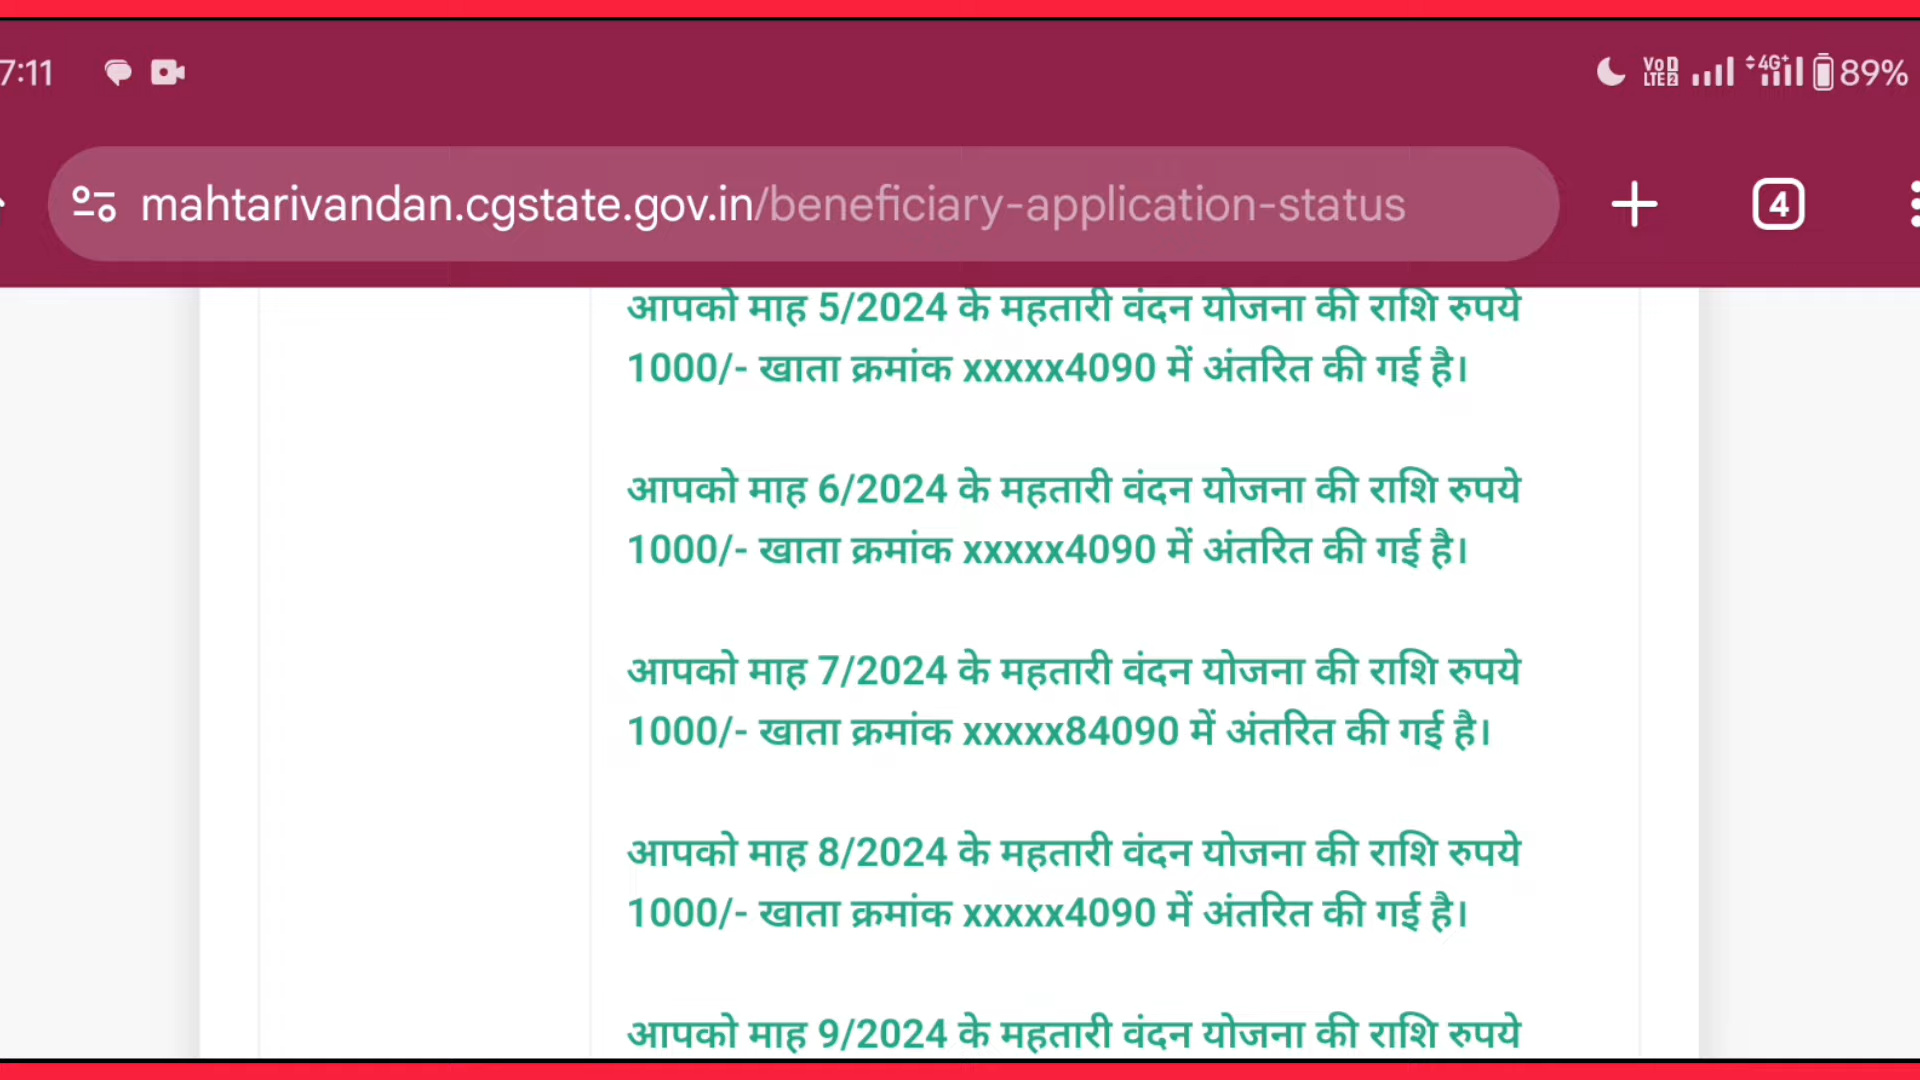 7:11
VoD LTE2 4G+ 89%
mahtarivandan.cgstate.gov.in/beneficiary-application-status
4
आपको माह 5/2024 के महतारी वंदन योजना की राशि रुपये
1000/- खाता क्रमांक xxxxx4090 में अंतरित की गई है।
आपको माह 6/2024 के महतारी वंदन योजना की राशि रुपये
1000/- खाता क्रमांक xxxxx4090 में अंतरित की गई है।
आपको माह 7/2024 के महतारी वंदन योजना की राशि रुपये
1000/- खाता क्रमांक xxxxx84090 में अंतरित की गई है।
आपको माह 8/2024 के महतारी वंदन योजना की राशि रुपये
1000/- खाता क्रमांक xxxxx4090 में अंतरित की गई है।
आपको माह 9/2024 के महतारी वंदन योजना की राशि रुपये